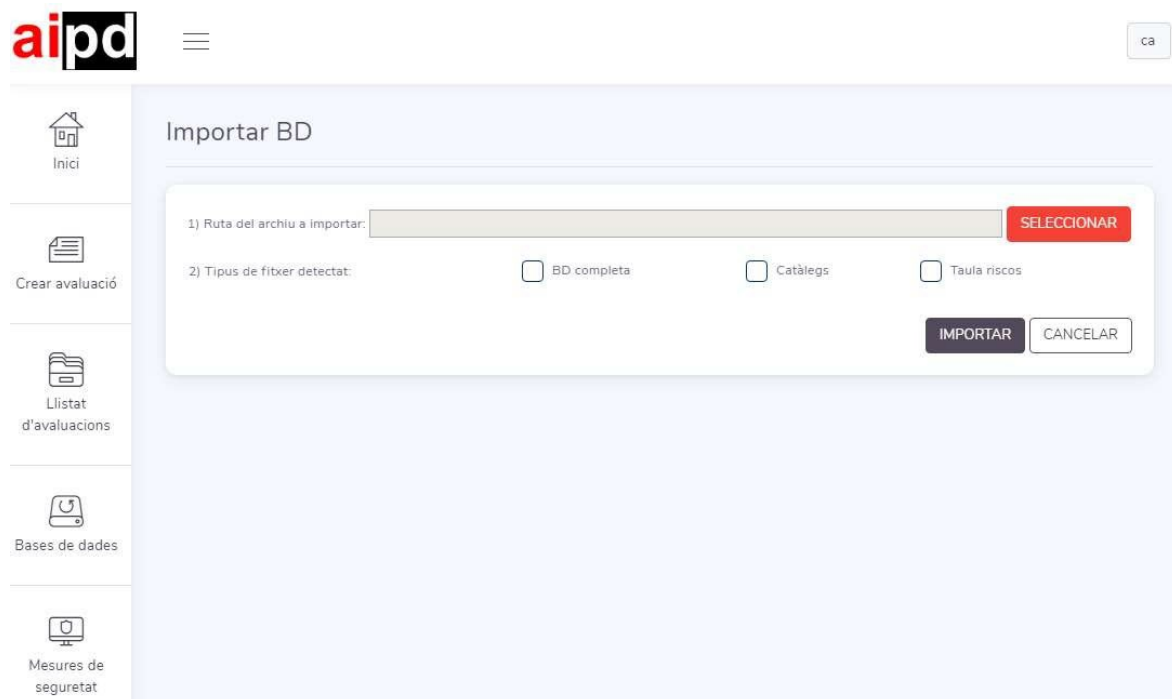 aipd
ca
Inici
Crear avaluació
Llistat
d'avaluacions
Bases de dades
Mesures de
seguretat
Importar BD
1) Ruta del archiu a importar:
SELECCIONAR
2) Tipus de fitxer detectat:
BD completa
Catàlegs
Taula riscos
IMPORTAR
CANCELAR